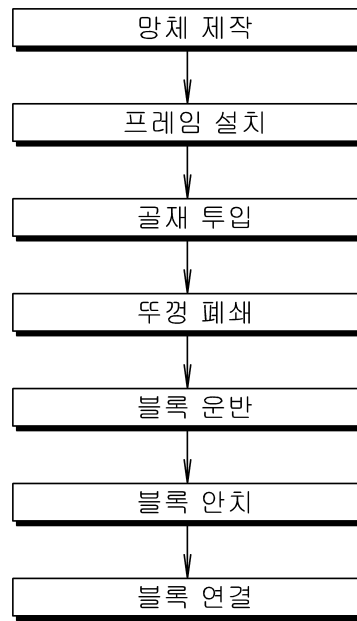 망체 제작
프레임 설치
골재 투입
뚜껑 폐쇄
블록 운반
블록 안치
블록 연결